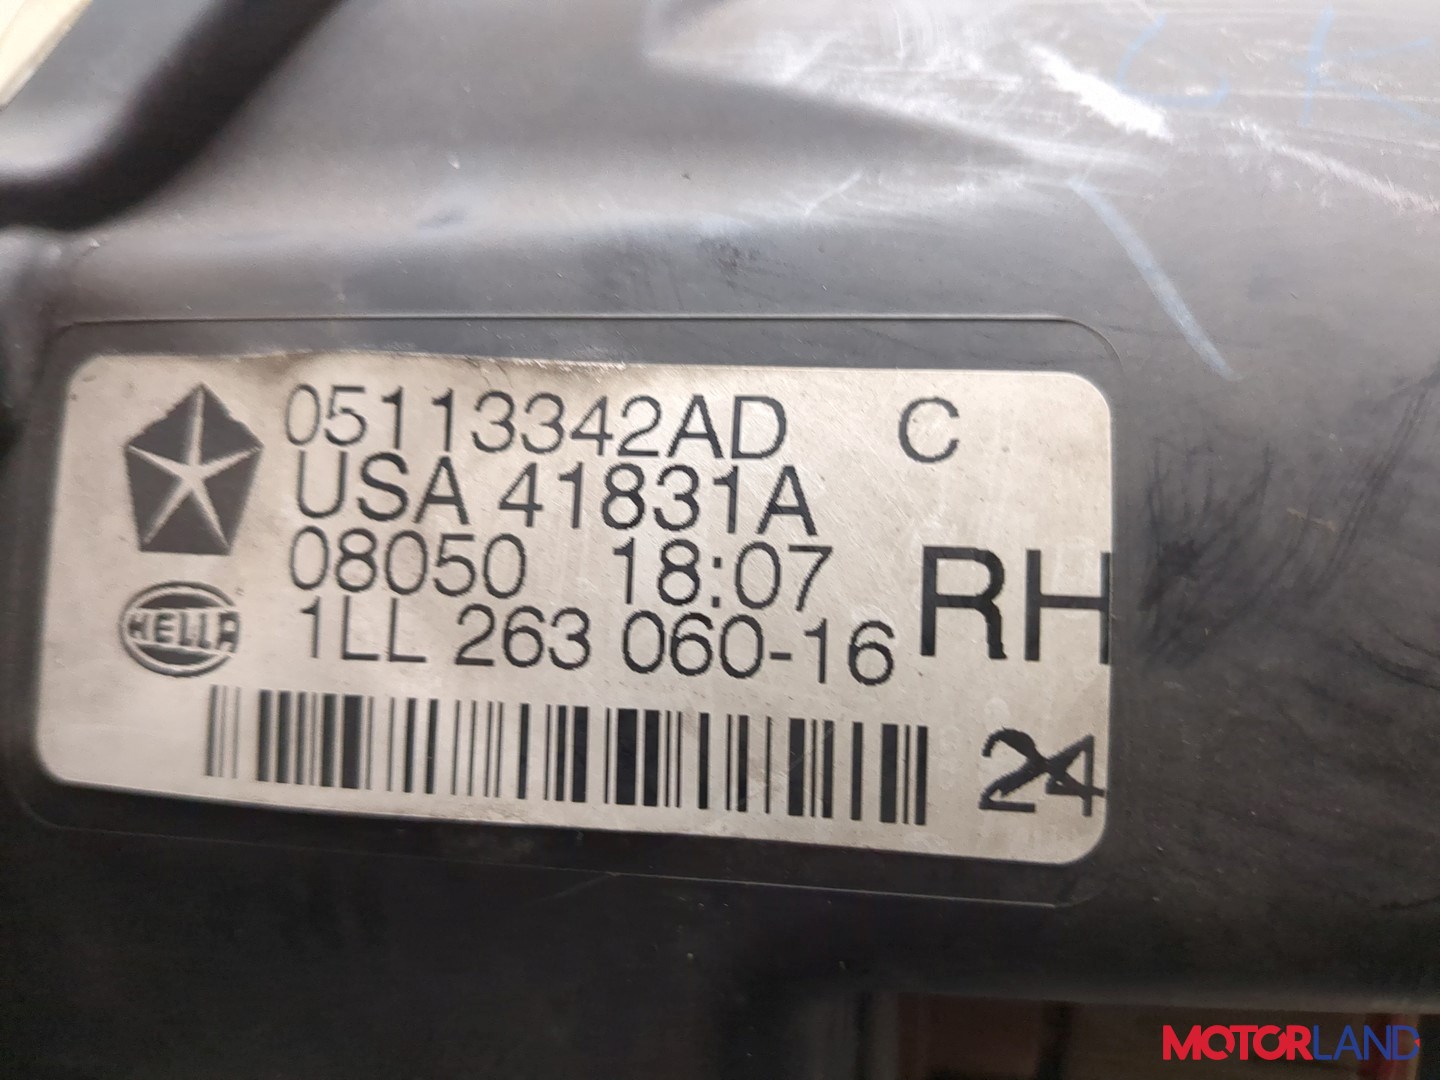 05113342AD C
USA 41831A
08050 18:07
1LL 263 060-16
RH
HELLA
24
MOTORLAND